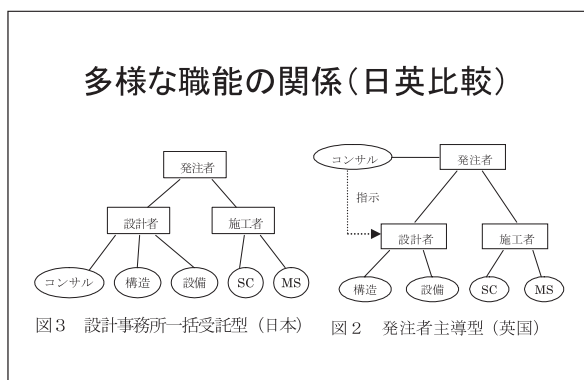 多様な職能の関係（日英比較）
発注者
設計者
施工者
コンサル
構造
設備
SC
MS
図３　設計事務所一括受託型（日本）
コンサル
発注者
指示
設計者
施工者
構造
設備
SC
MS
図２　発注者主導型（英国）